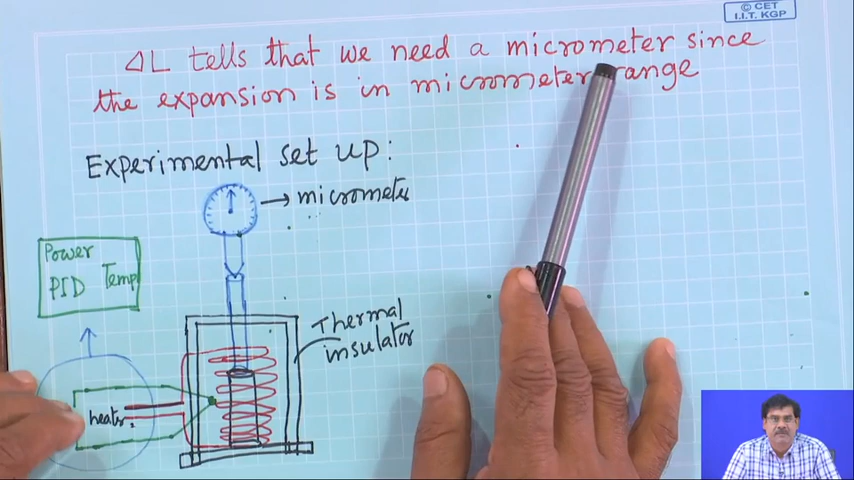 © CET
I.I.T. KGP
ΔL tells that we need a micrometer since
the expansion is in micrometer range
Experimental set up:
micrometer
Power
PID Temp
Thermal
insulator
heater.